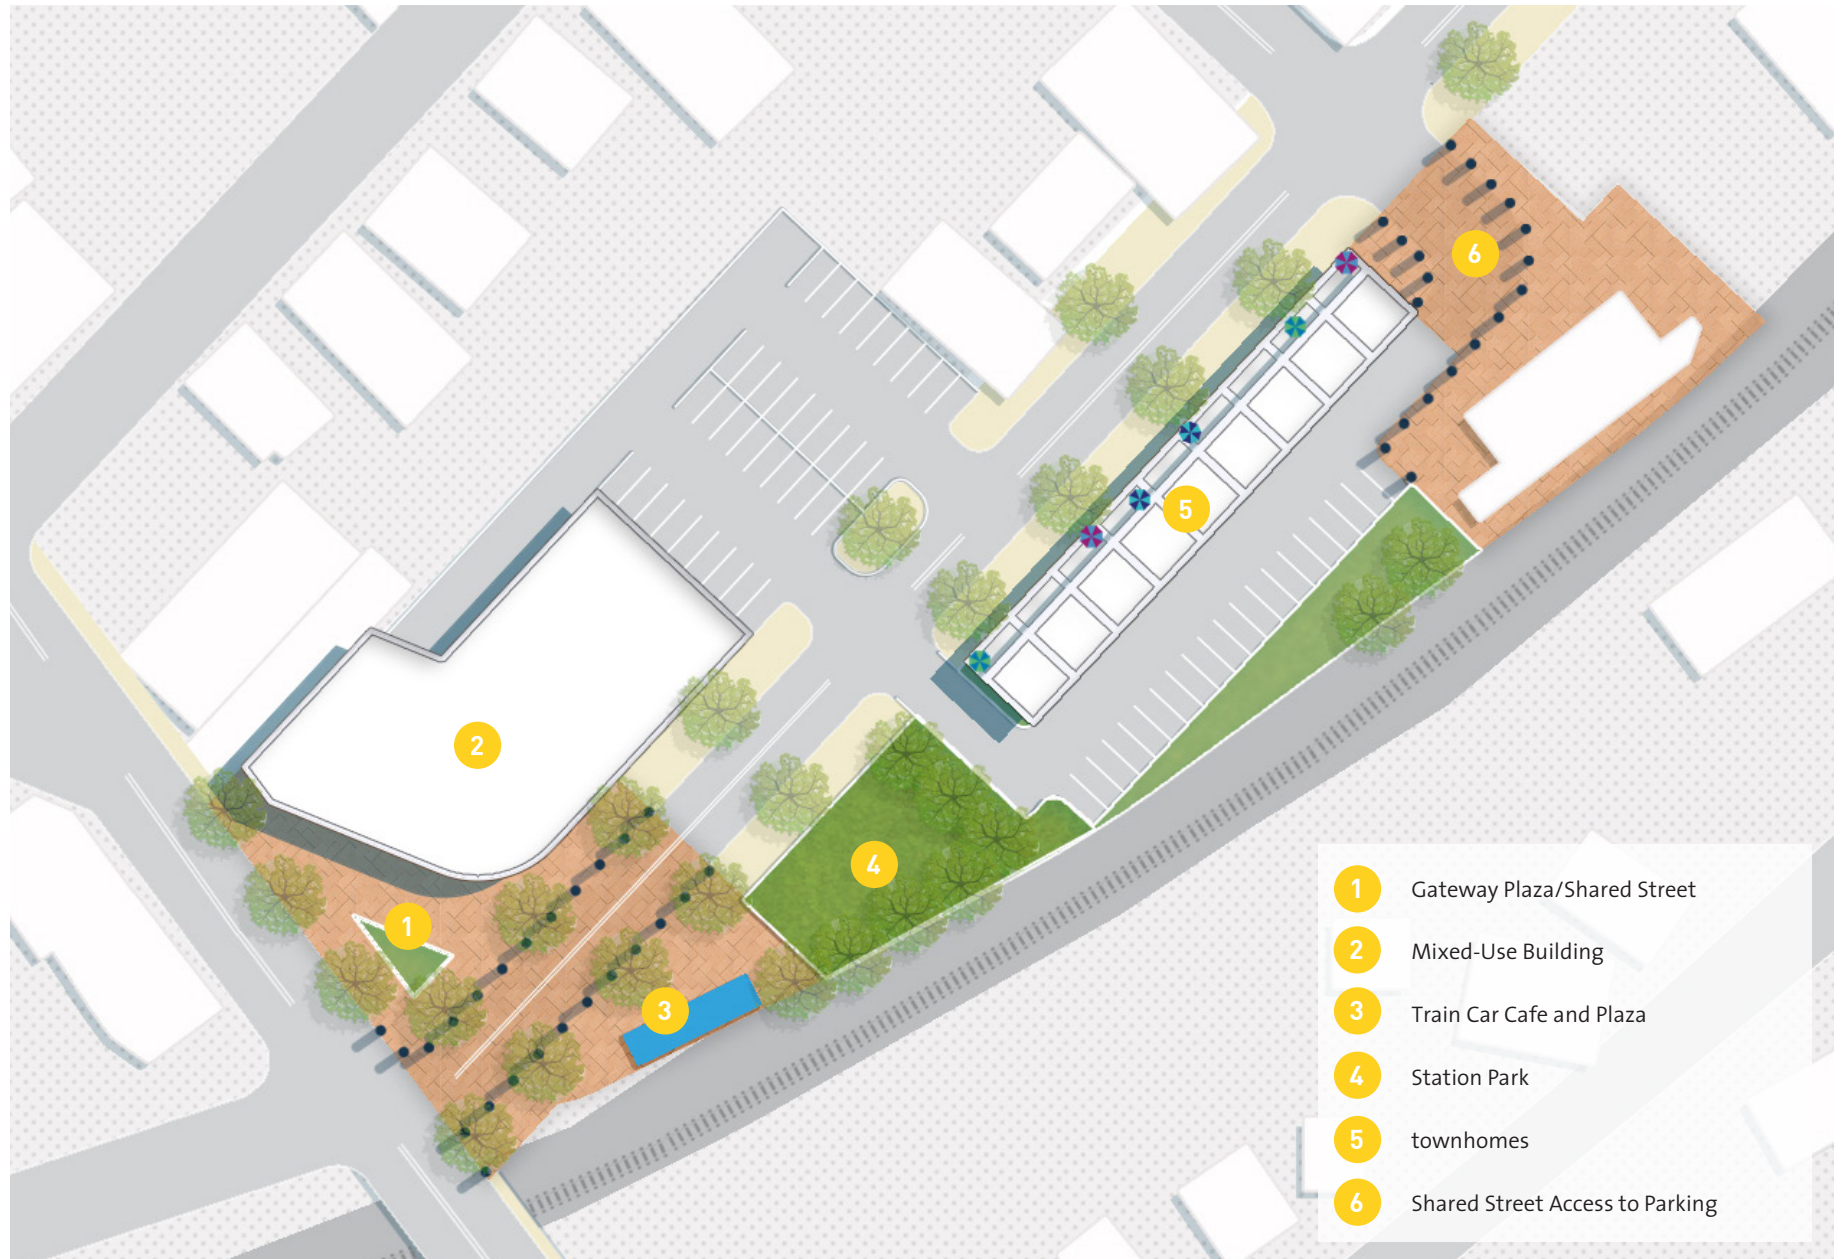 6
5
2
4
1
3
1 Gateway Plaza/Shared Street
2 Mixed-Use Building
3 Train Car Cafe and Plaza
4 Station Park
5 townhomes
6 Shared Street Access to Parking